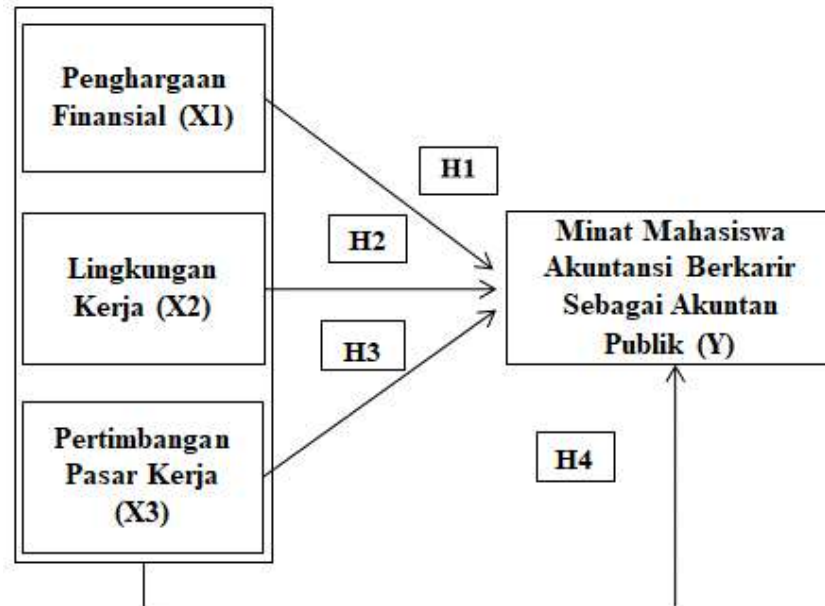 Penghargaan
Finansial (X1)
H1
H2
Lingkungan
Kerja (X2)
Minat Mahasiswa
Akuntansi Berkarir
Sebagai Akuntan
Publik (Y)
H3
Pertimbangan
Pasar Kerja
(X3)
H4